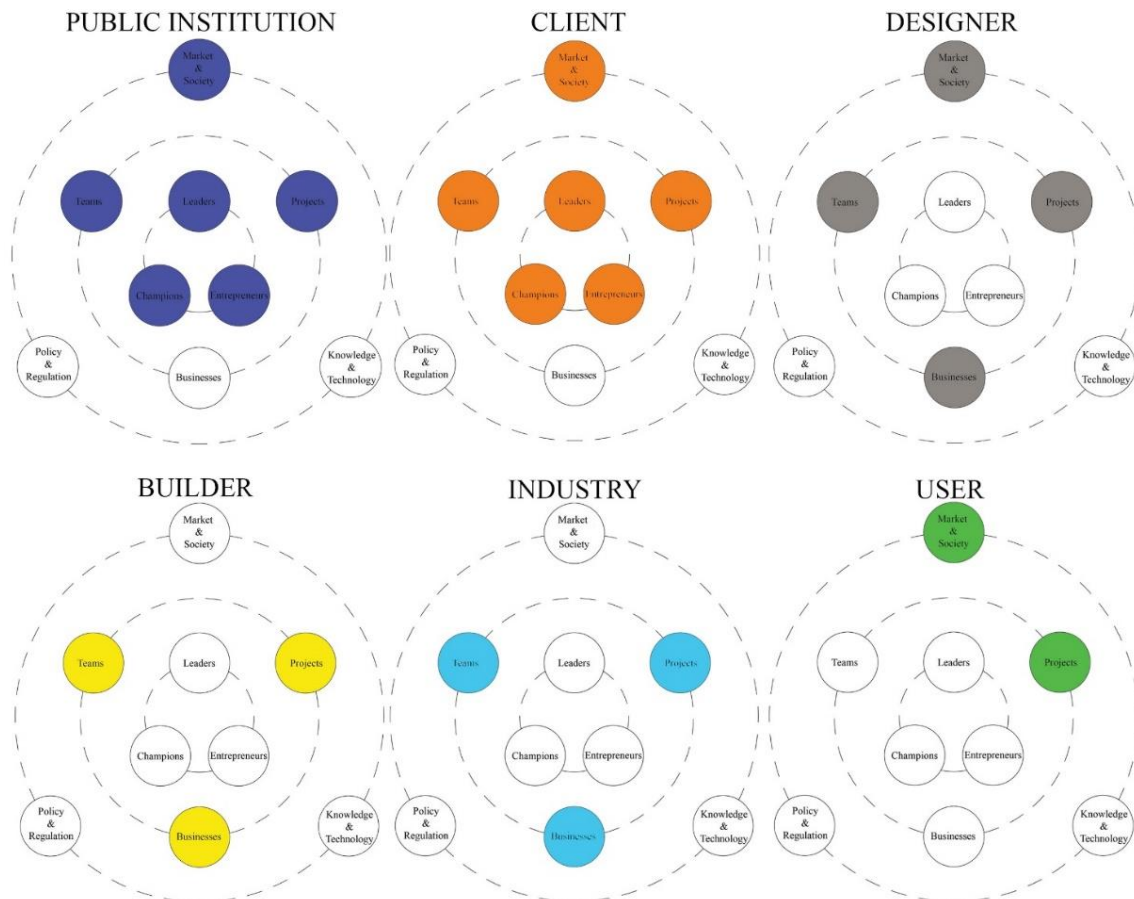 PUBLIC INSTITUTION
Market
&
Society
Teams
Leaders
Projects
Champions
Entrepreneurs
Policy
&
Regulation
Businesses
Knowledge
&
Technology
CLIENT
Market
&
Society
Teams
Leaders
Projects
Champions
Entrepreneurs
Policy
&
Regulation
Businesses
Knowledge
&
Technology
DESIGNER
Market
&
Society
Teams
Leaders
Projects
Champions
Entrepreneurs
Policy
&
Regulation
Businesses
Knowledge
&
Technology
BUILDER
Market
&
Society
Teams
Leaders
Projects
Champions
Entrepreneurs
Policy
&
Regulation
Businesses
Knowledge
&
Technology
INDUSTRY
Market
&
Society
Teams
Leaders
Projects
Champions
Entrepreneurs
Policy
&
Regulation
Businesses
Knowledge
&
Technology
USER
Market
&
Society
Teams
Leaders
Projects
Champions
Entrepreneurs
Policy
&
Regulation
Businesses
Knowledge
&
Technology